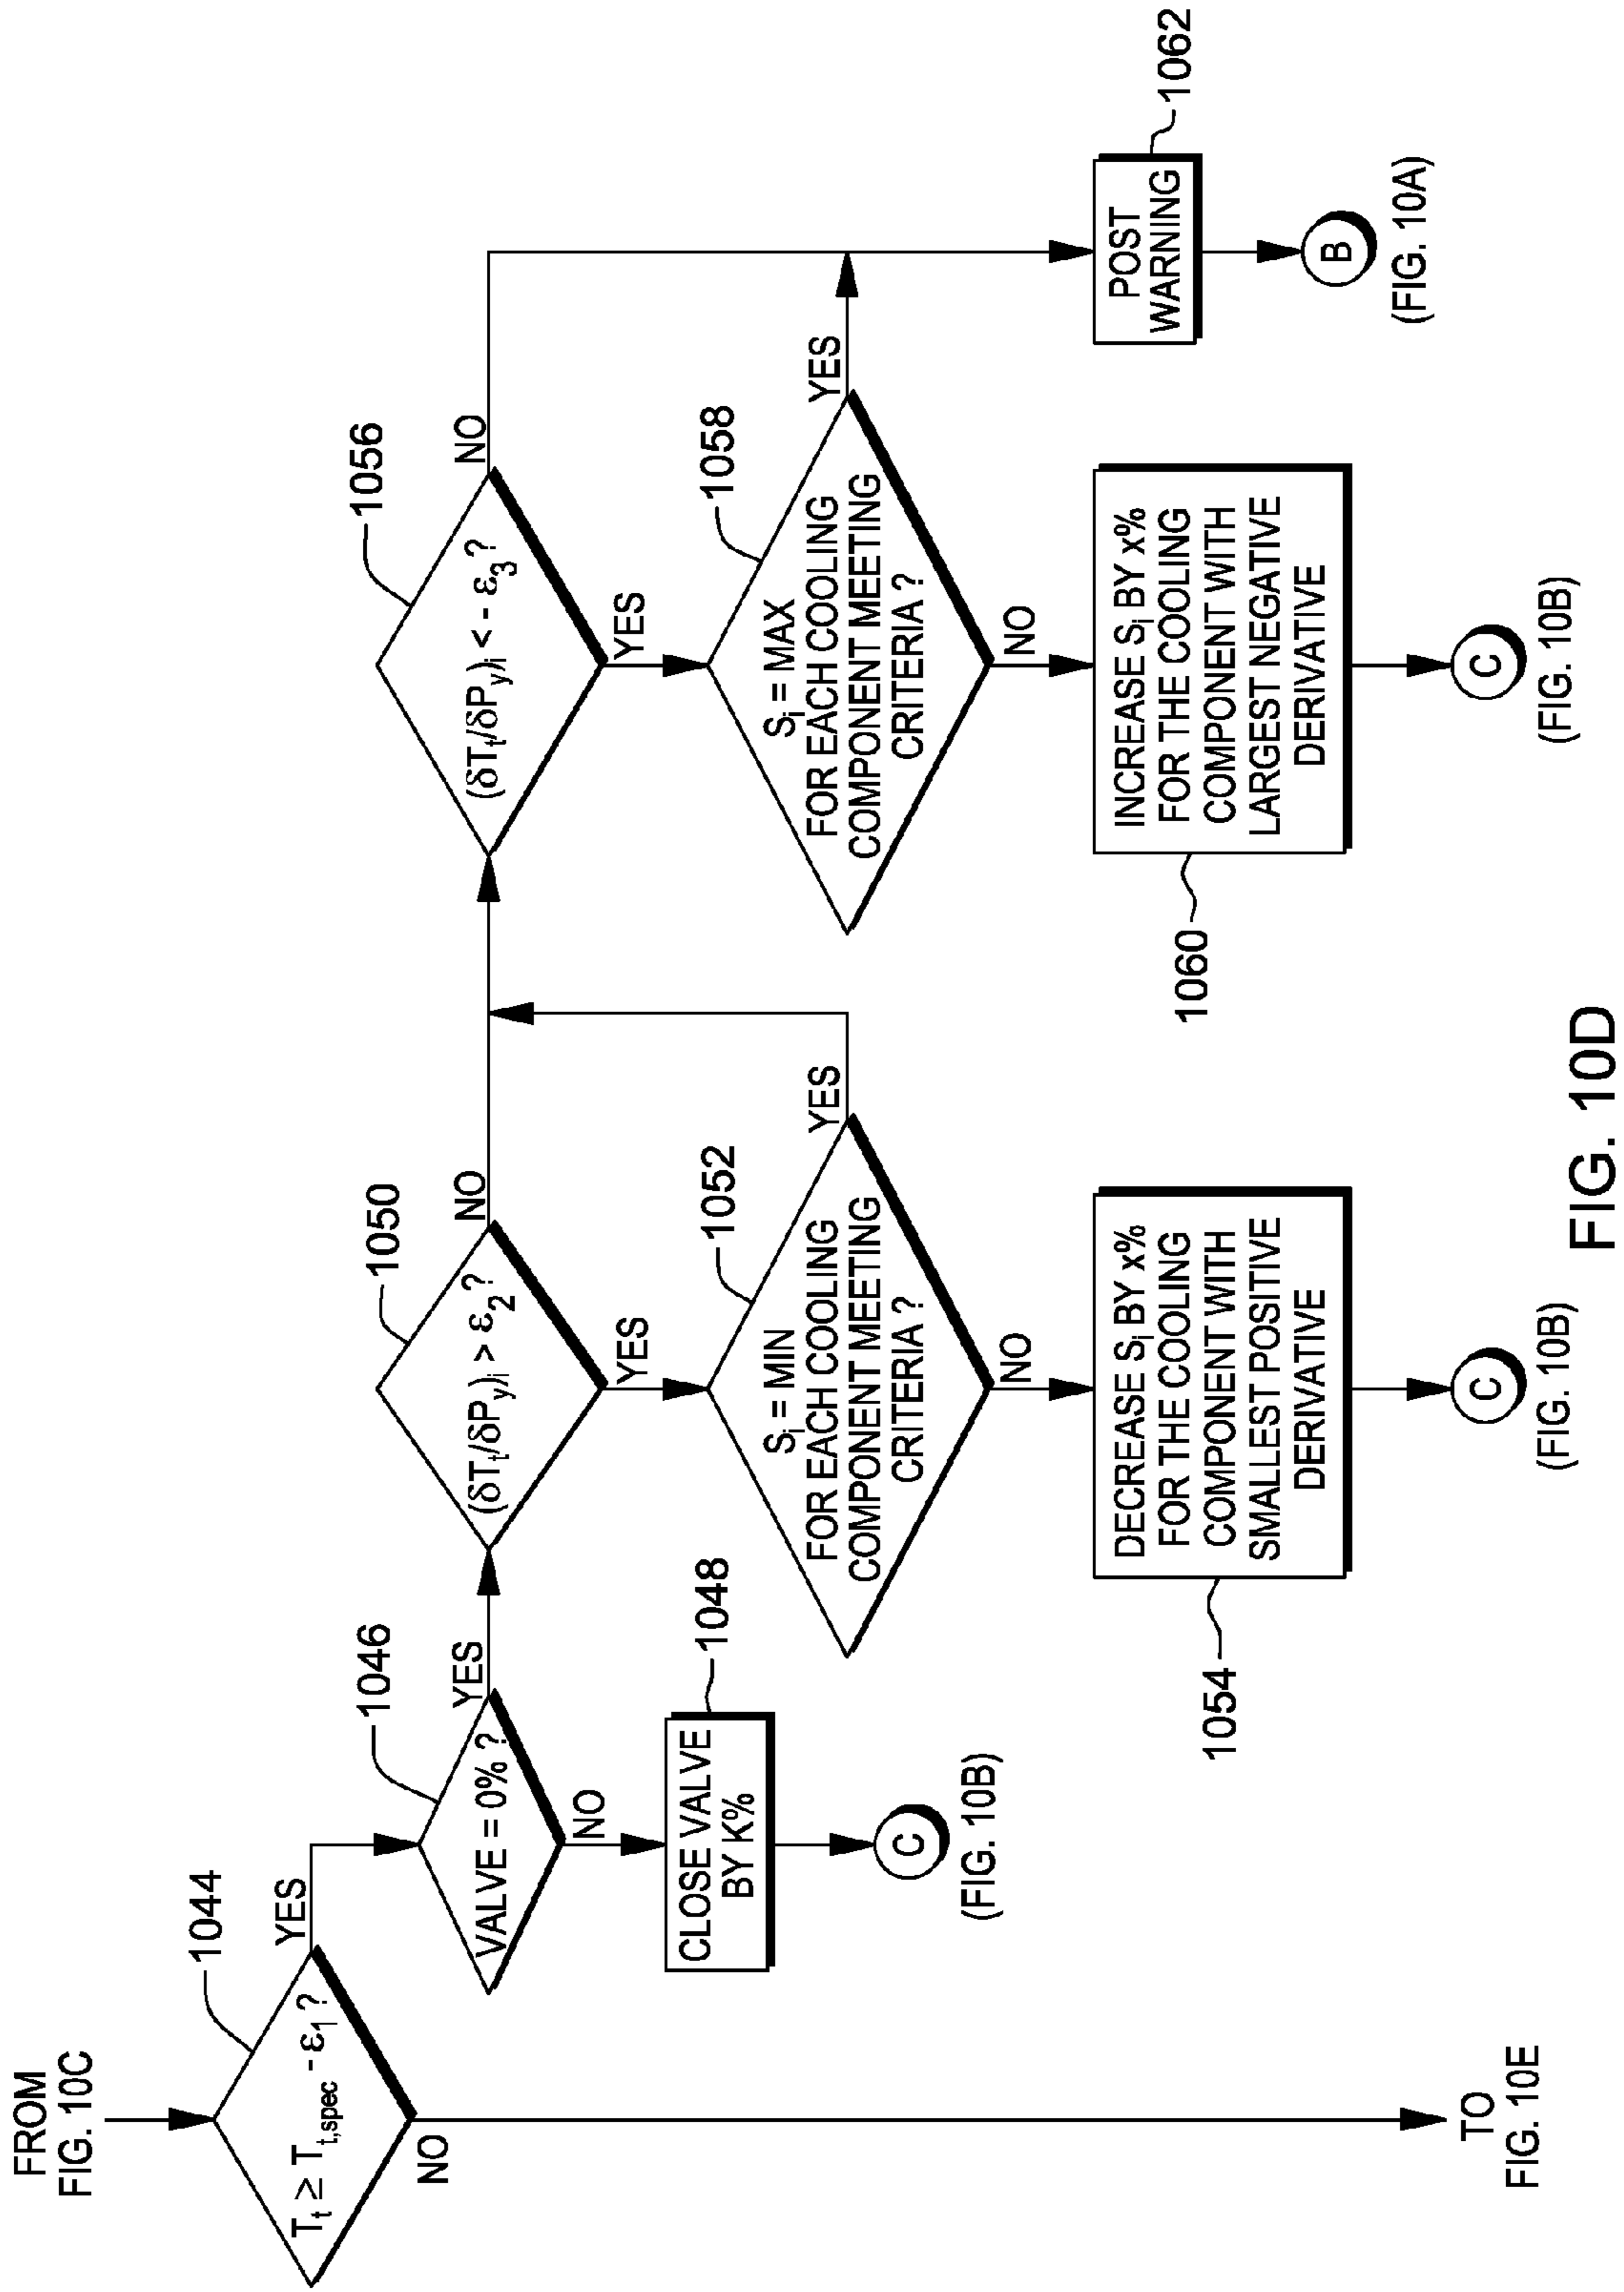 FROM
FIG. 10C
1044
T_t ≥ T_t,spec - ε_1 ?
YES
NO
TO
FIG. 10E
1046
VALVE = 0% ?
YES
NO
1048
CLOSE VALVE
BY K%
C
(FIG. 10B)
1050
(δT_t/δP_y)_i > ε_2 ?
NO
YES
1052
S_i = MIN
FOR EACH COOLING
COMPONENT MEETING
CRITERIA ?
YES
NO
1054
DECREASE S_i BY x%
FOR THE COOLING
COMPONENT WITH
SMALLEST POSITIVE
DERIVATIVE
C
(FIG. 10B)
1056
(δT_t/δP_y)_i < - ε_3 ?
NO
YES
1058
S_i = MAX
FOR EACH COOLING
COMPONENT MEETING
CRITERIA ?
YES
NO
1060
INCREASE S_i BY x%
FOR THE COOLING
COMPONENT WITH
LARGEST NEGATIVE
DERIVATIVE
C
(FIG. 10B)
1062
POST
WARNING
B
(FIG. 10A)
FIG. 10D